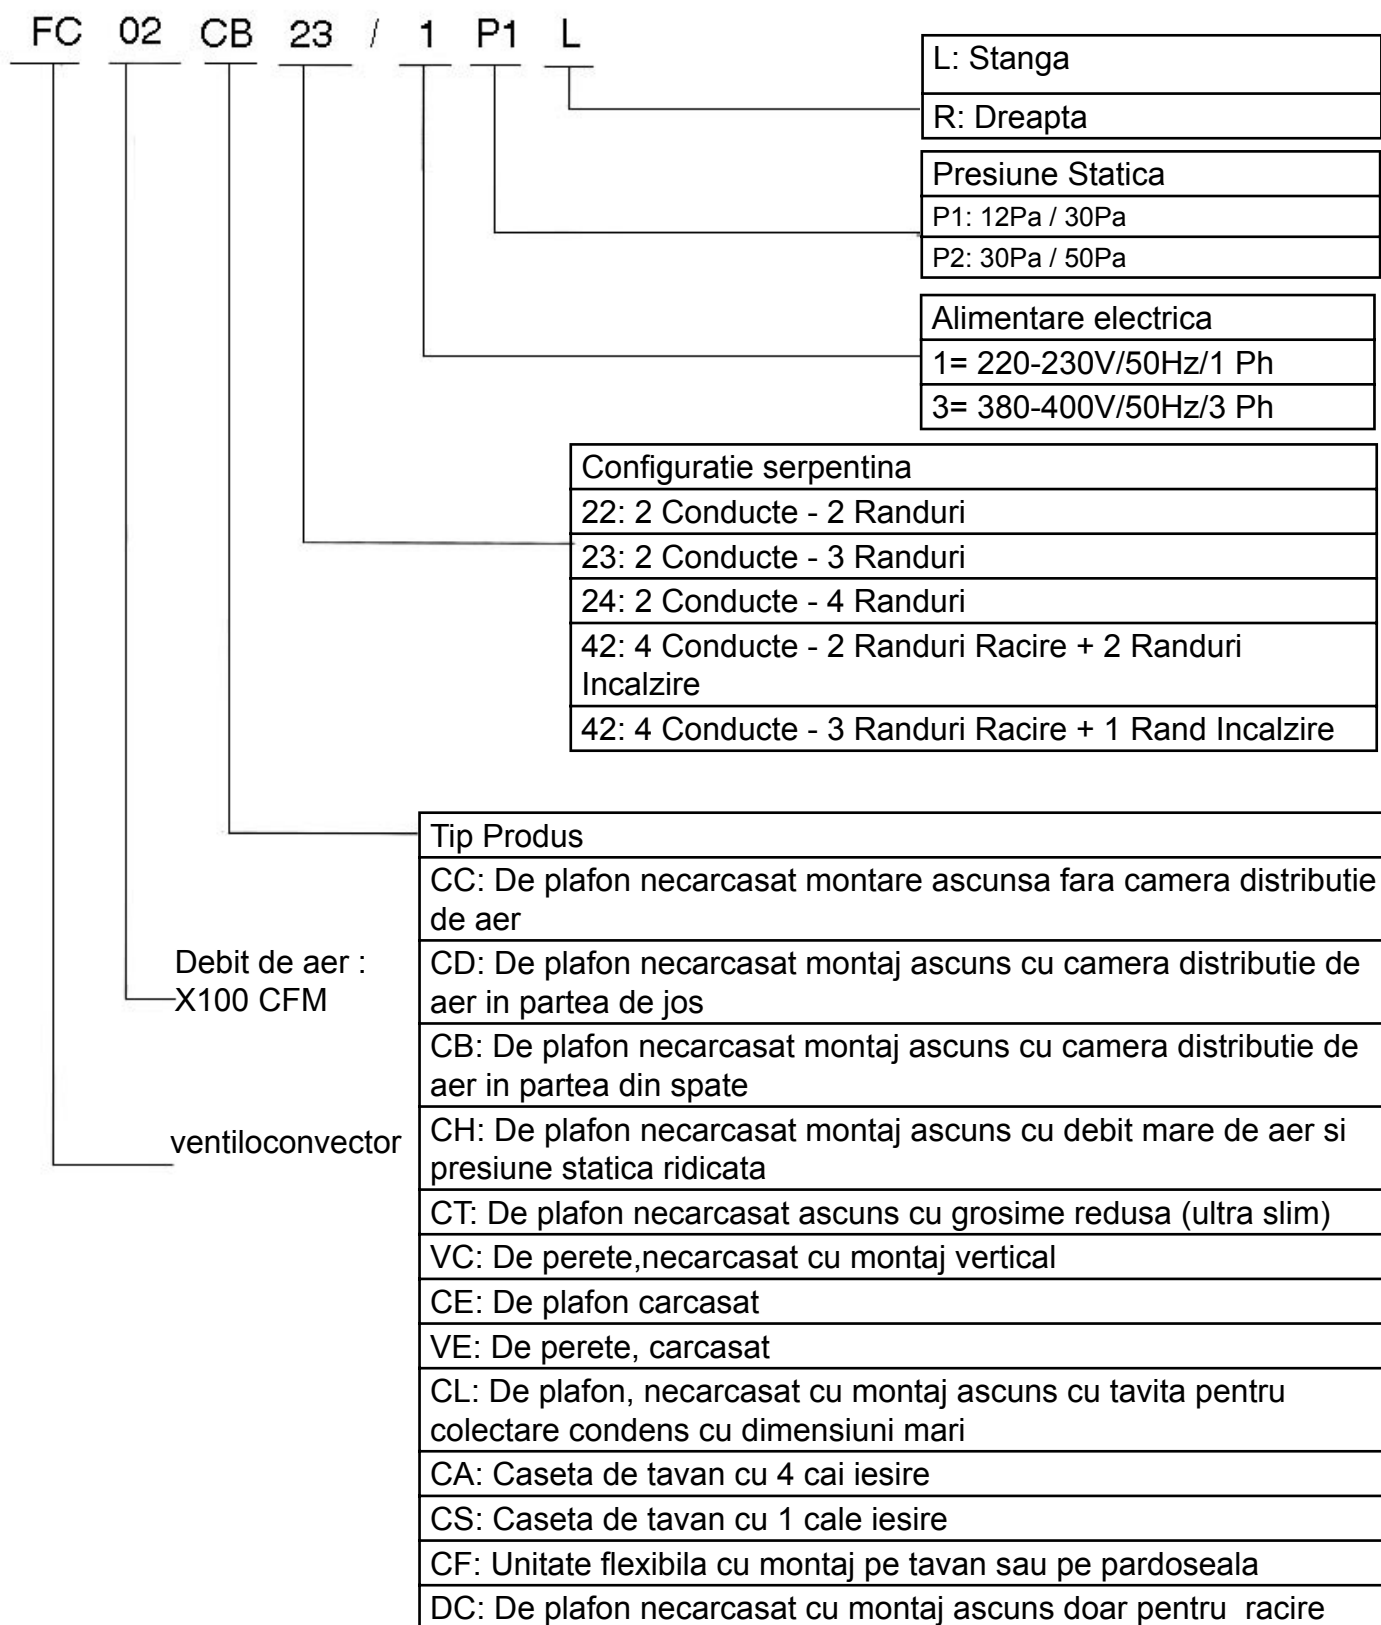 FC 02 CB 23 / 1 P1 L
L: Stanga
R: Dreapta
Presiune Statica
P1: 12Pa / 30Pa
P2: 30Pa / 50Pa
Alimentare electrica
1= 220-230V/50Hz/1 Ph
3= 380-400V/50Hz/3 Ph
Configuratie serpentina
22: 2 Conducte - 2 Randuri
23: 2 Conducte - 3 Randuri
24: 2 Conducte - 4 Randuri
42: 4 Conducte - 2 Randuri Racire + 2 Randuri
Incalzire
42: 4 Conducte - 3 Randuri Racire + 1 Rand Incalzire
Debit de aer :
X100 CFM
ventiloconvector
Tip Produs
CC: De plafon necarcasat montare ascunsa fara camera distributie
de aer
CD: De plafon necarcasat montaj ascuns cu camera distributie de
aer in partea de jos
CB: De plafon necarcasat montaj ascuns cu camera distributie de
aer in partea din spate
CH: De plafon necarcasat montaj ascuns cu debit mare de aer si
presiune statica ridicata
CT: De plafon necarcasat ascuns cu grosime redusa (ultra slim)
VC: De perete,necarcasat cu montaj vertical
CE: De plafon carcasat
VE: De perete, carcasat
CL: De plafon, necarcasat cu montaj ascuns cu tavita pentru
colectare condens cu dimensiuni mari
CA: Caseta de tavan cu 4 cai iesire
CS: Caseta de tavan cu 1 cale iesire
CF: Unitate flexibila cu montaj pe tavan sau pe pardoseala
DC: De plafon necarcasat cu montaj ascuns doar pentru  racire